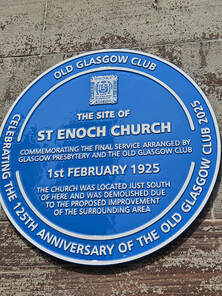 OLD GLASGOW CLUB
THE SITE OF
ST ENOCH CHURCH
COMMEMORATING THE FINAL SERVICE ARRANGED BY
GLASGOW PRESBYTERY AND THE OLD GLASGOW CLUB
1ST FEBRUARY 1925
THE CHURCH WAS LOCATED JUST SOUTH
OF HERE AND WAS DEMOLISHED DUE
TO THE PROPOSED IMPROVEMENT
OF THE SURROUNDING AREA
CELEBRATING THE 125TH ANNIVERSARY OF THE OLD GLASGOW CLUB 2025